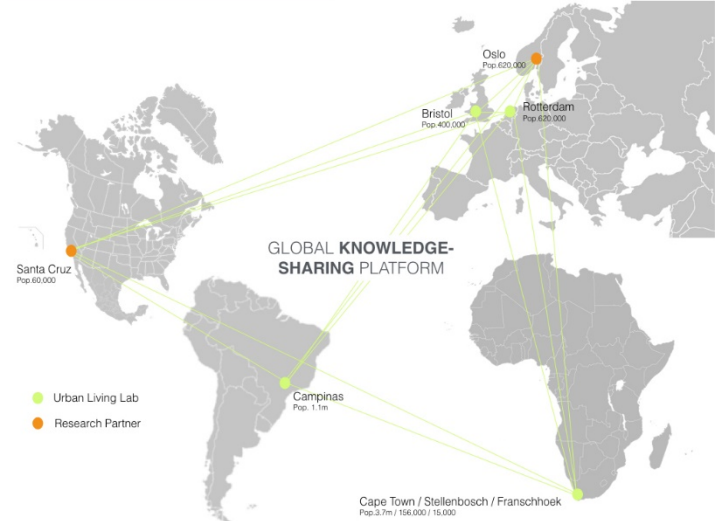 Oslo
Pop.620,000
Bristol
Pop.400,000
Rotterdam
Pop.620.000
GLOBAL KNOWLEDGE-
SHARING PLATFORM
Santa Cruz
Pop.60,000
Campinas
Pop. 1.1m
Urban Living Lab
Research Partner
Cape Town / Stellenbosch / Franschhoek
Pop.3.7m / 156,000 / 15,000